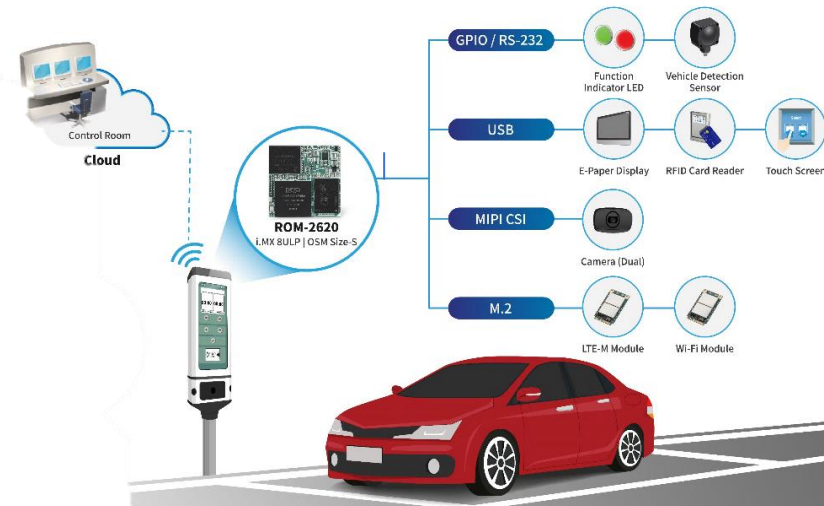 GPIO / RS-232
Function
Indicator LED
Vehicle Detection
Sensor
Control Room
Cloud
USB
E-Paper Display
RFID Card Reader
Touch Screen
ROM-2620
i.MX 8ULP | OSM Size-S
MIPI CSI
Camera (Dual)
M.2
LTE-M Module
Wi-Fi Module